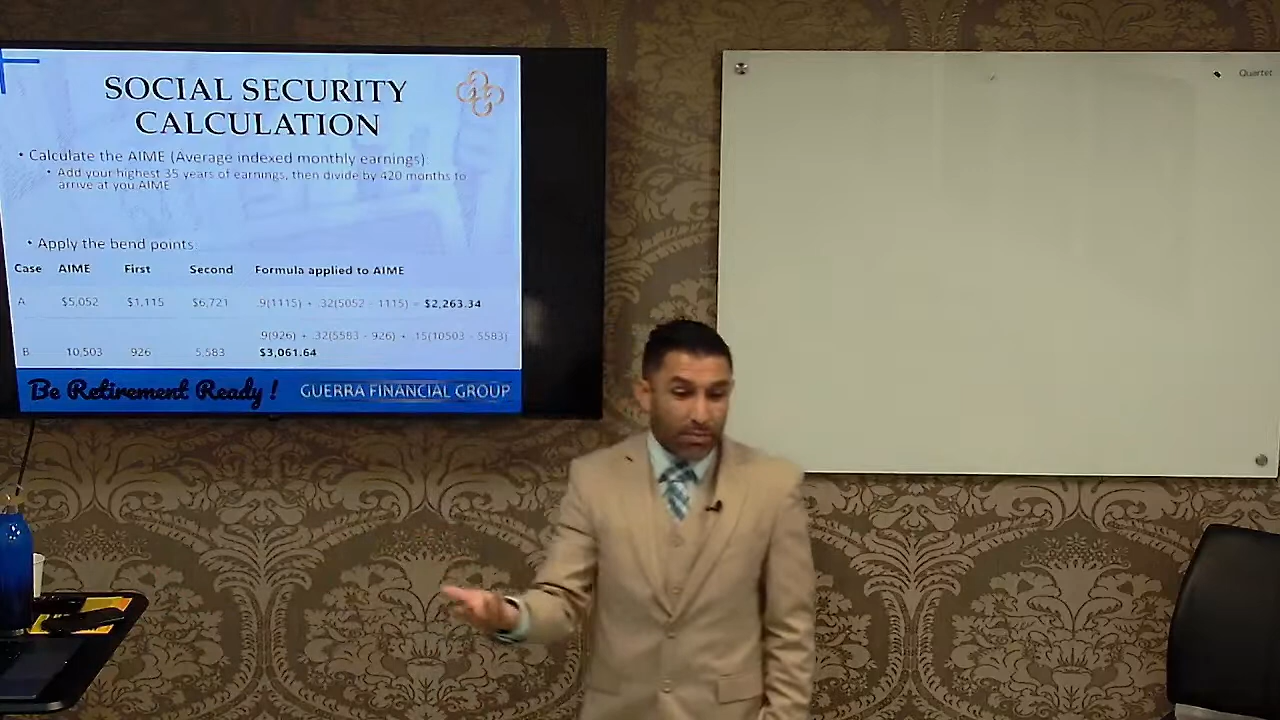 SOCIAL SECURITY
CALCULATION
• Calculate the AIME (Average indexed monthly earnings):
• Add your highest 35 years of earnings, then divide by 420 months to
arrive at you AIME
• Apply the bend points:
Case AIME First Second Formula applied to AIME
A $5,052 $1,115 $6,721 .9(1115) + .32(5052 - 1115) = $2,263.34
.9(926) + .32(5583 - 926) + .15(10503 - 5583)
B 10,503 926 5,583 $3,061.64
Be Retirement Ready ! GUERRA FINANCIAL GROUP
Quartet